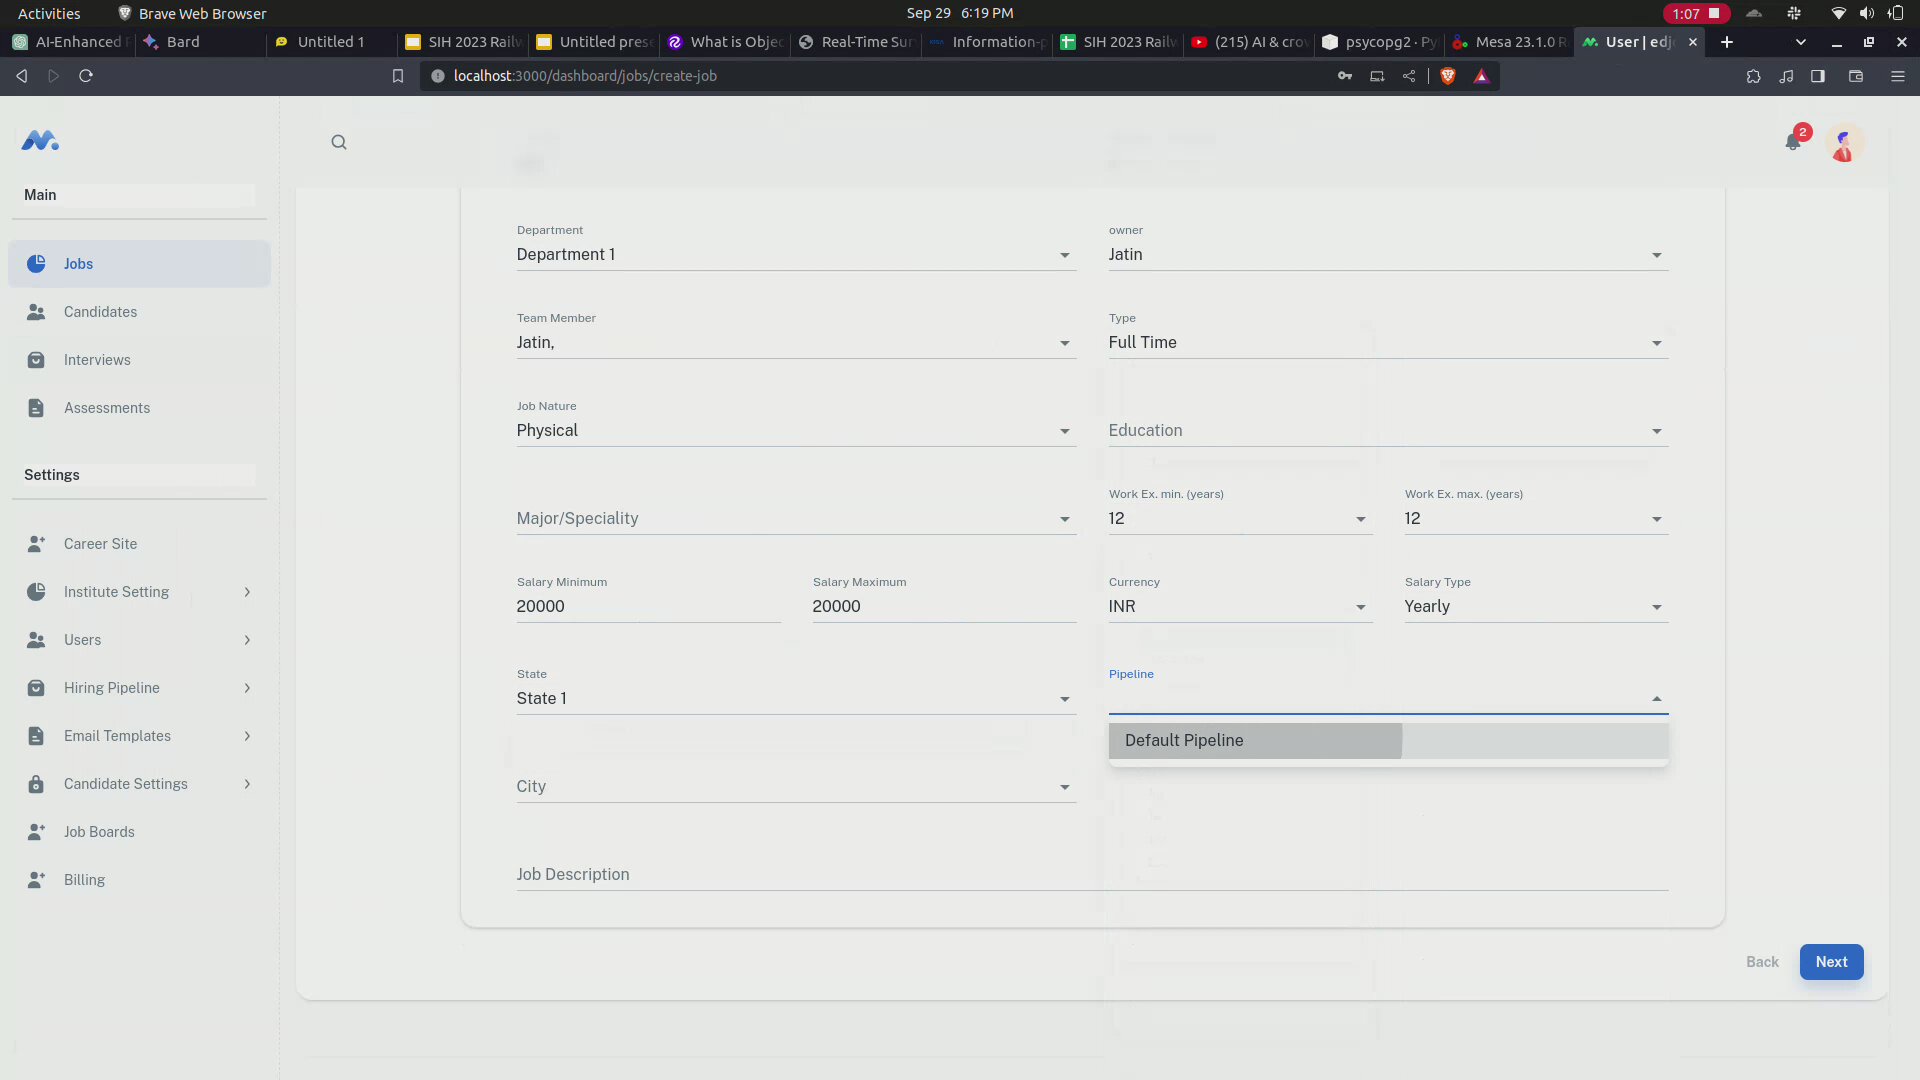 Activities
Brave Web Browser
Sep 29 6:19 PM
1:07
AI-Enhanced
Bard
Untitled 1
SIH 2023 Railw
Untitled prese
What is Objec
Real-Time Sur
Information-p
SIH 2023 Railw
(215) AI & crow
psycopg2 · Py
Mesa 23.1.0 R
User | edj
localhost:3000/dashboard/jobs/create-job
2
Main
Jobs
Candidates
Interviews
Assessments
Settings
Career Site
Institute Setting
Users
Hiring Pipeline
Email Templates
Candidate Settings
Job Boards
Billing
Department
Department 1
owner
Jatin
Team Member
Jatin,
Type
Full Time
Job Nature
Physical
Education
Major/Speciality
Work Ex. min. (years)
12
Work Ex. max. (years)
12
Salary Minimum
20000
Salary Maximum
20000
Currency
INR
Salary Type
Yearly
State
State 1
Pipeline
Default Pipeline
City
Job Description
Back
Next